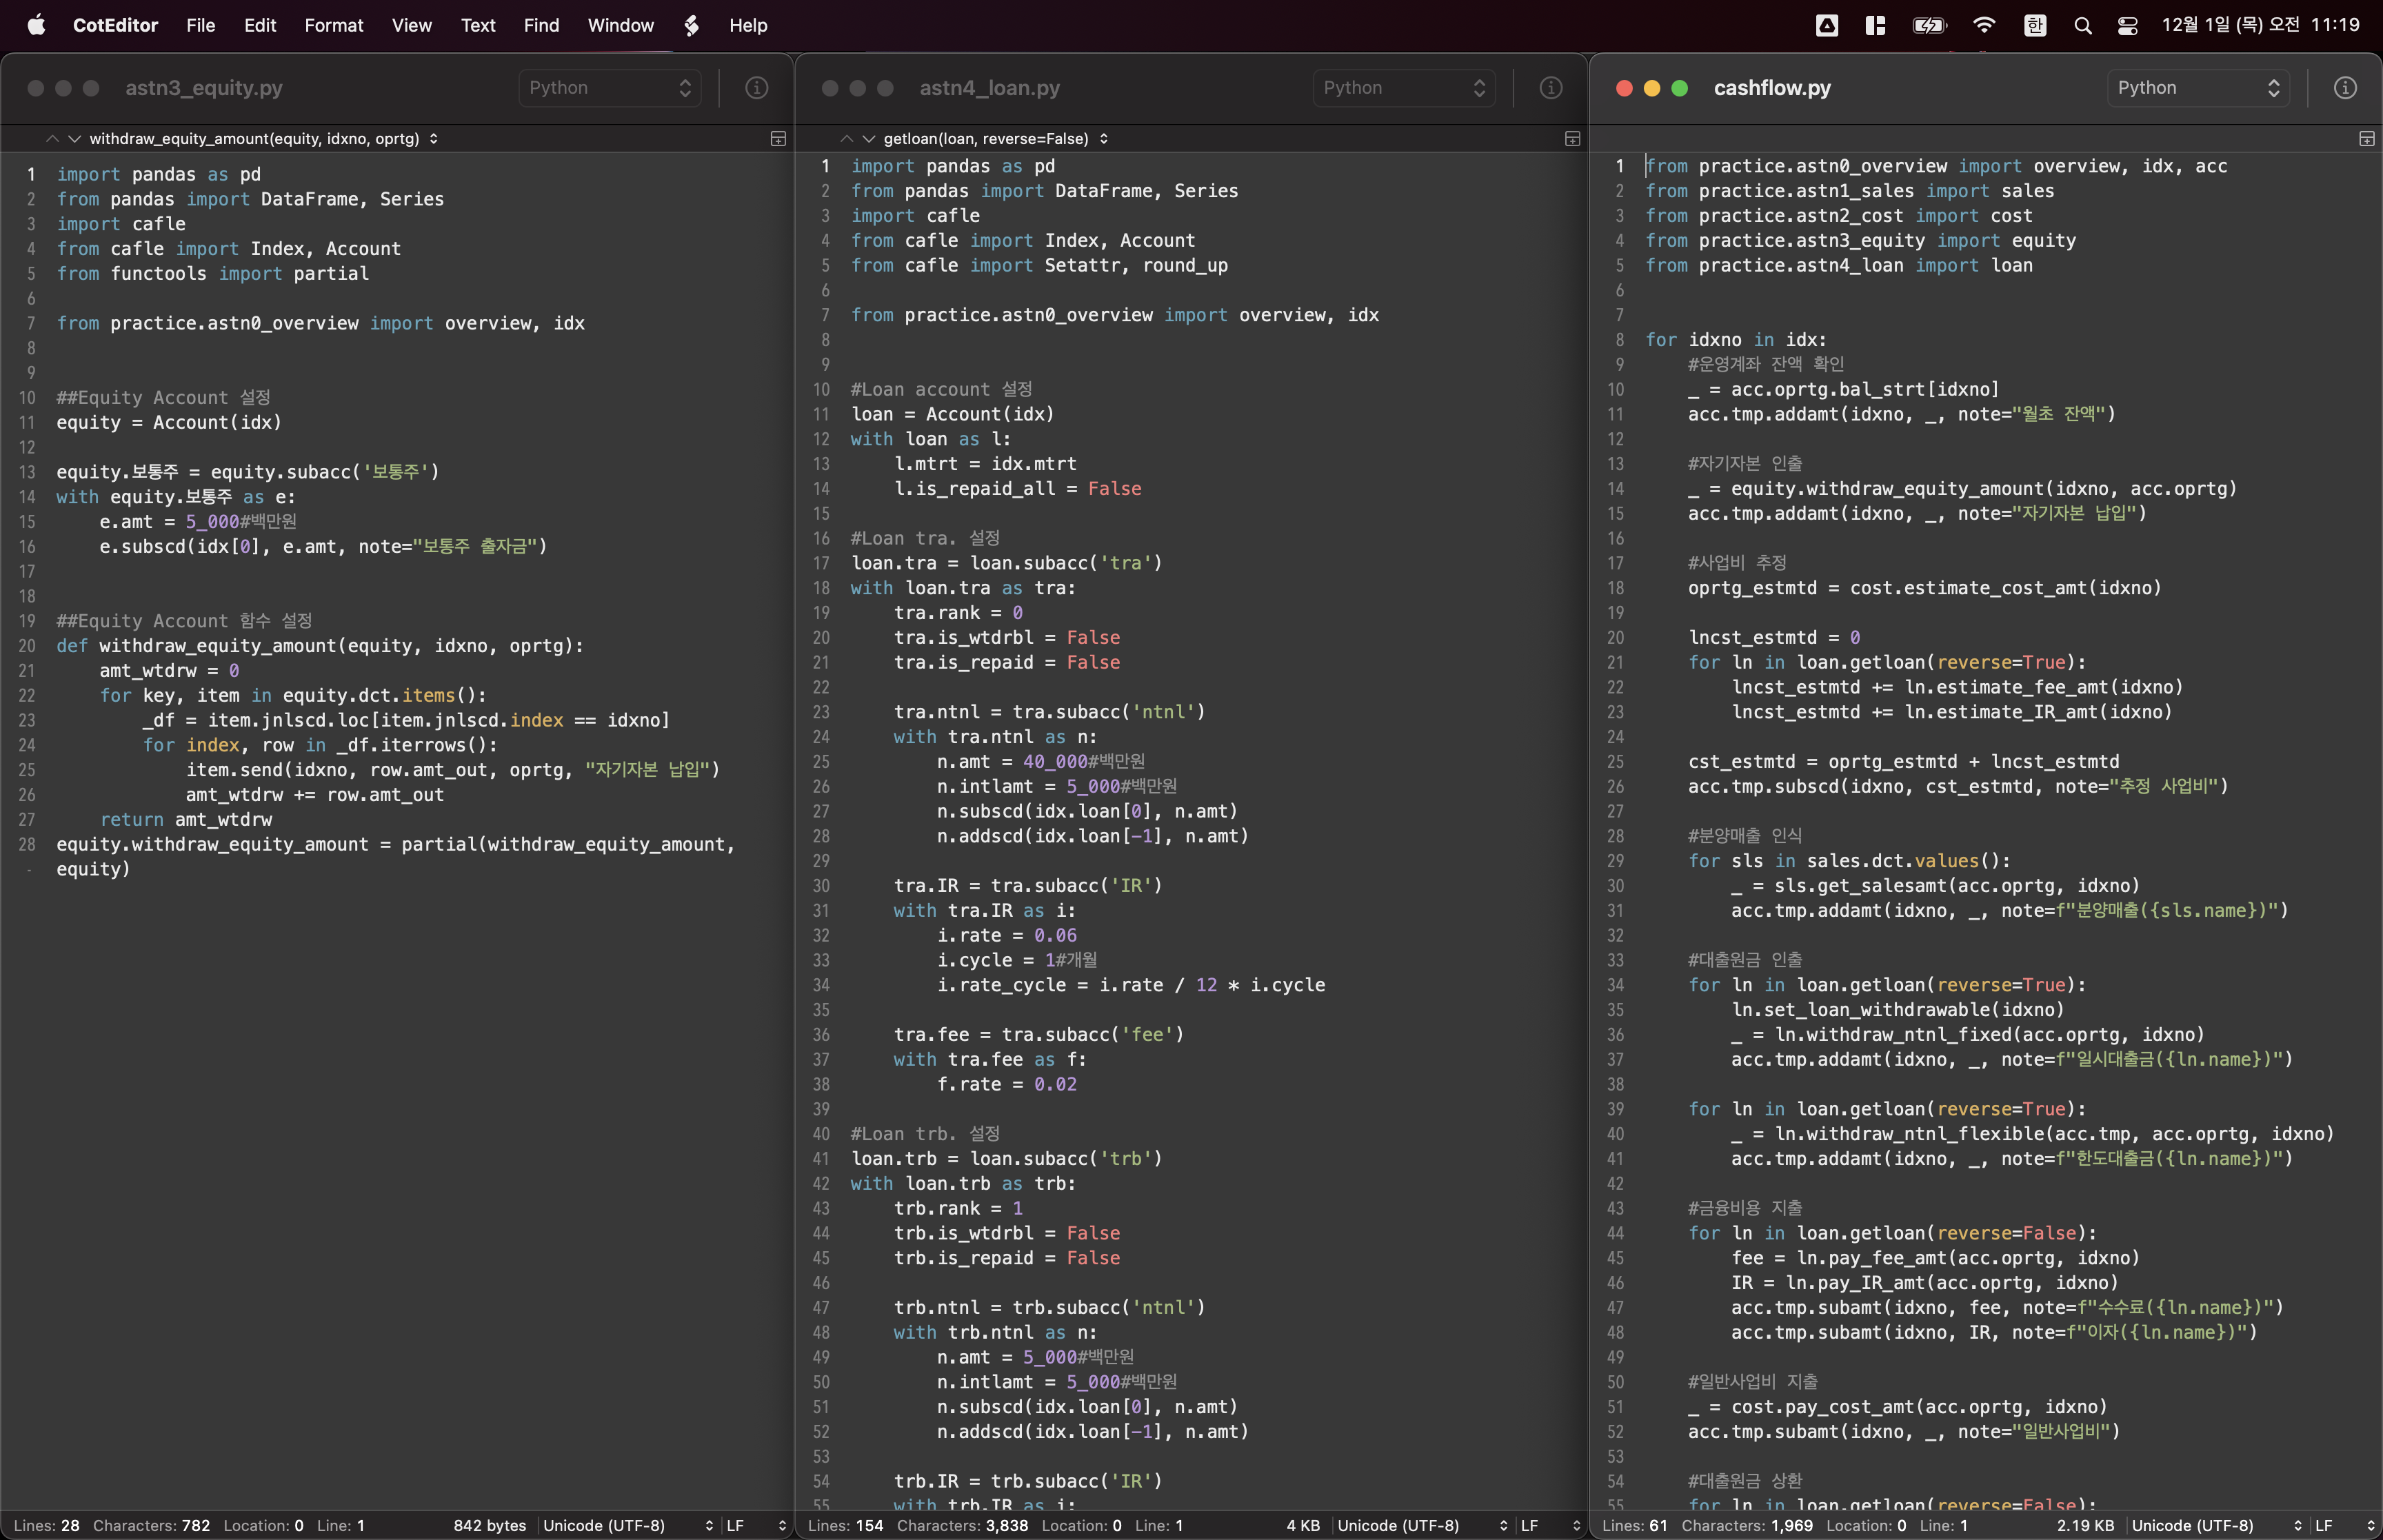 CotEditor File Edit Format View Text Find Window Help 한 12월 1일 (목) 오전 11:19
astn3_equity.py Python
withdraw_equity_amount(equity, idxno, oprtg)
1 import pandas as pd
2 from pandas import DataFrame, Series
3 import cafle
4 from cafle import Index, Account
5 from functools import partial
6
7 from practice.astn0_overview import overview, idx
8
9
10 ##Equity Account 설정
11 equity = Account(idx)
12
13 equity.보통주 = equity.subacc('보통주')
14 with equity.보통주 as e:
15 e.amt = 5_000#백만원
16 e.subscd(idx[0], e.amt, note="보통주 출자금")
17
18
19 ##Equity Account 함수 설정
20 def withdraw_equity_amount(equity, idxno, oprtg):
21 amt_wtdrw = 0
22 for key, item in equity.dct.items():
23 _df = item.jnlscd.loc[item.jnlscd.index == idxno]
24 for index, row in _df.iterrows():
25 item.send(idxno, row.amt_out, oprtg, "자기자본 납입")
26 amt_wtdrw += row.amt_out
27 return amt_wtdrw
28 equity.withdraw_equity_amount = partial(withdraw_equity_amount,
- equity)
Lines: 28 Characters: 782 Location: 0 Line: 1 842 bytes Unicode (UTF-8) LF
astn4_loan.py Python
getloan(loan, reverse=False)
1 import pandas as pd
2 from pandas import DataFrame, Series
3 import cafle
4 from cafle import Index, Account
5 from cafle import Setattr, round_up
6
7 from practice.astn0_overview import overview, idx
8
9
10 #Loan account 설정
11 loan = Account(idx)
12 with loan as l:
13 l.mtrt = idx.mtrt
14 l.is_repaid_all = False
15
16 #Loan tra. 설정
17 loan.tra = loan.subacc('tra')
18 with loan.tra as tra:
19 tra.rank = 0
20 tra.is_wtdrbl = False
21 tra.is_repaid = False
22
23 tra.ntnl = tra.subacc('ntnl')
24 with tra.ntnl as n:
25 n.amt = 40_000#백만원
26 n.intlamt = 5_000#백만원
27 n.subscd(idx.loan[0], n.amt)
28 n.addscd(idx.loan[-1], n.amt)
29
30 tra.IR = tra.subacc('IR')
31 with tra.IR as i:
32 i.rate = 0.06
33 i.cycle = 1#개월
34 i.rate_cycle = i.rate / 12 * i.cycle
35
36 tra.fee = tra.subacc('fee')
37 with tra.fee as f:
38 f.rate = 0.02
39
40 #Loan trb. 설정
41 loan.trb = loan.subacc('trb')
42 with loan.trb as trb:
43 trb.rank = 1
44 trb.is_wtdrbl = False
45 trb.is_repaid = False
46
47 trb.ntnl = trb.subacc('ntnl')
48 with trb.ntnl as n:
49 n.amt = 5_000#백만원
50 n.intlamt = 5_000#백만원
51 n.subscd(idx.loan[0], n.amt)
52 n.addscd(idx.loan[-1], n.amt)
53
54 trb.IR = trb.subacc('IR')
55 with trb.IR as i:
Lines: 154 Characters: 3,838 Location: 0 Line: 1 4 KB Unicode (UTF-8) LF
cashflow.py Python
1 from practice.astn0_overview import overview, idx, acc
2 from practice.astn1_sales import sales
3 from practice.astn2_cost import cost
4 from practice.astn3_equity import equity
5 from practice.astn4_loan import loan
6
7
8 for idxno in idx:
9 #운영계좌 잔액 확인
10 _ = acc.oprtg.bal_strt[idxno]
11 acc.tmp.addamt(idxno, _, note="월초 잔액")
12
13 #자기자본 인출
14 _ = equity.withdraw_equity_amount(idxno, acc.oprtg)
15 acc.tmp.addamt(idxno, _, note="자기자본 납입")
16
17 #사업비 추정
18 oprtg_estmtd = cost.estimate_cost_amt(idxno)
19
20 lncst_estmtd = 0
21 for ln in loan.getloan(reverse=True):
22 lncst_estmtd += ln.estimate_fee_amt(idxno)
23 lncst_estmtd += ln.estimate_IR_amt(idxno)
24
25 cst_estmtd = oprtg_estmtd + lncst_estmtd
26 acc.tmp.subscd(idxno, cst_estmtd, note="추정 사업비")
27
28 #분양매출 인식
29 for sls in sales.dct.values():
30 _ = sls.get_salesamt(acc.oprtg, idxno)
31 acc.tmp.addamt(idxno, _, note=f"분양매출({sls.name})")
32
33 #대출원금 인출
34 for ln in loan.getloan(reverse=True):
35 ln.set_loan_withdrawable(idxno)
36 _ = ln.withdraw_ntnl_fixed(acc.oprtg, idxno)
37 acc.tmp.addamt(idxno, _, note=f"일시대출금({ln.name})")
38
39 for ln in loan.getloan(reverse=True):
40 _ = ln.withdraw_ntnl_flexible(acc.tmp, acc.oprtg, idxno)
41 acc.tmp.addamt(idxno, _, note=f"한도대출금({ln.name})")
42
43 #금융비용 지출
44 for ln in loan.getloan(reverse=False):
45 fee = ln.pay_fee_amt(acc.oprtg, idxno)
46 IR = ln.pay_IR_amt(acc.oprtg, idxno)
47 acc.tmp.subamt(idxno, fee, note=f"수수료({ln.name})")
48 acc.tmp.subamt(idxno, IR, note=f"이자({ln.name})")
49
50 #일반사업비 지출
51 _ = cost.pay_cost_amt(acc.oprtg, idxno)
52 acc.tmp.subamt(idxno, _, note="일반사업비")
53
54 #대출원금 상환
55 for ln in loan.getloan(reverse=False):
Lines: 61 Characters: 1,969 Location: 0 Line: 1 2.19 KB Unicode (UTF-8) LF